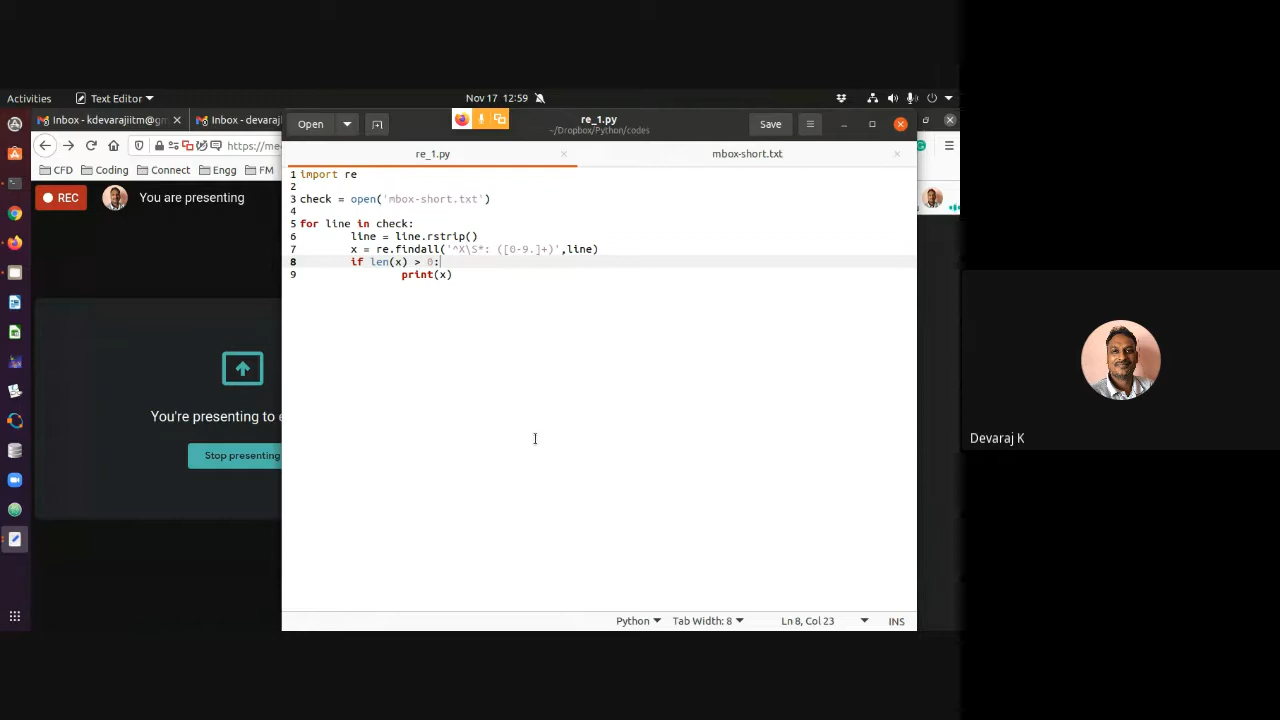 Activities
Text Editor
Nov 17 12:59
Inbox - kdevarajiitm@gm
Inbox - devaraji
Open
re_1.py
~/Dropbox/Python/codes
Save
https://me
CFD
Coding
Connect
Engg
FM
re_1.py
mbox-short.txt
REC
You are presenting
1 import re
2
3 check = open('mbox-short.txt')
4
5 for line in check:
6 line = line.rstrip()
7 x = re.findall('^X\S*: ([0-9.]+)',line)
8 if len(x) > 0:
9 print(x)
You're presenting to e
Stop presenting
Devaraj K
Python
Tab Width: 8
Ln 8, Col 23
INS